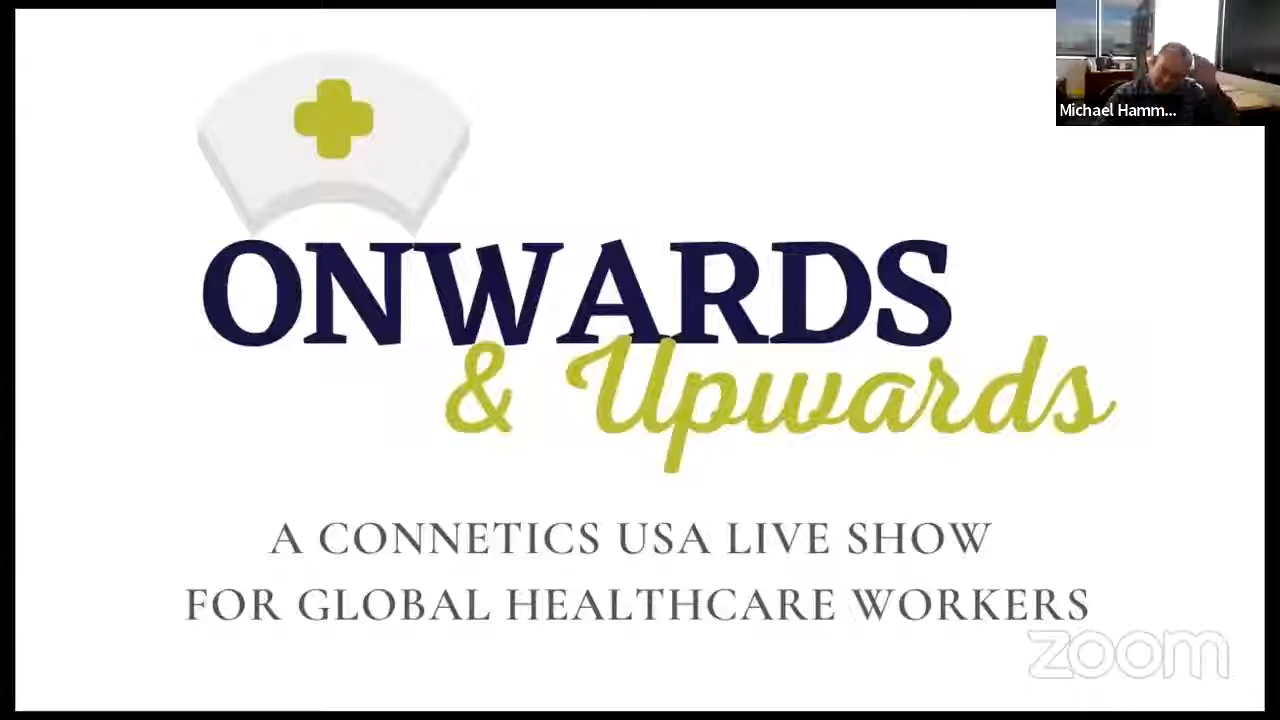 Michael Hamm...
ONWARDS
& Upwards
A CONNETICS USA LIVE SHOW
FOR GLOBAL HEALTHCARE WORKERS
zoom